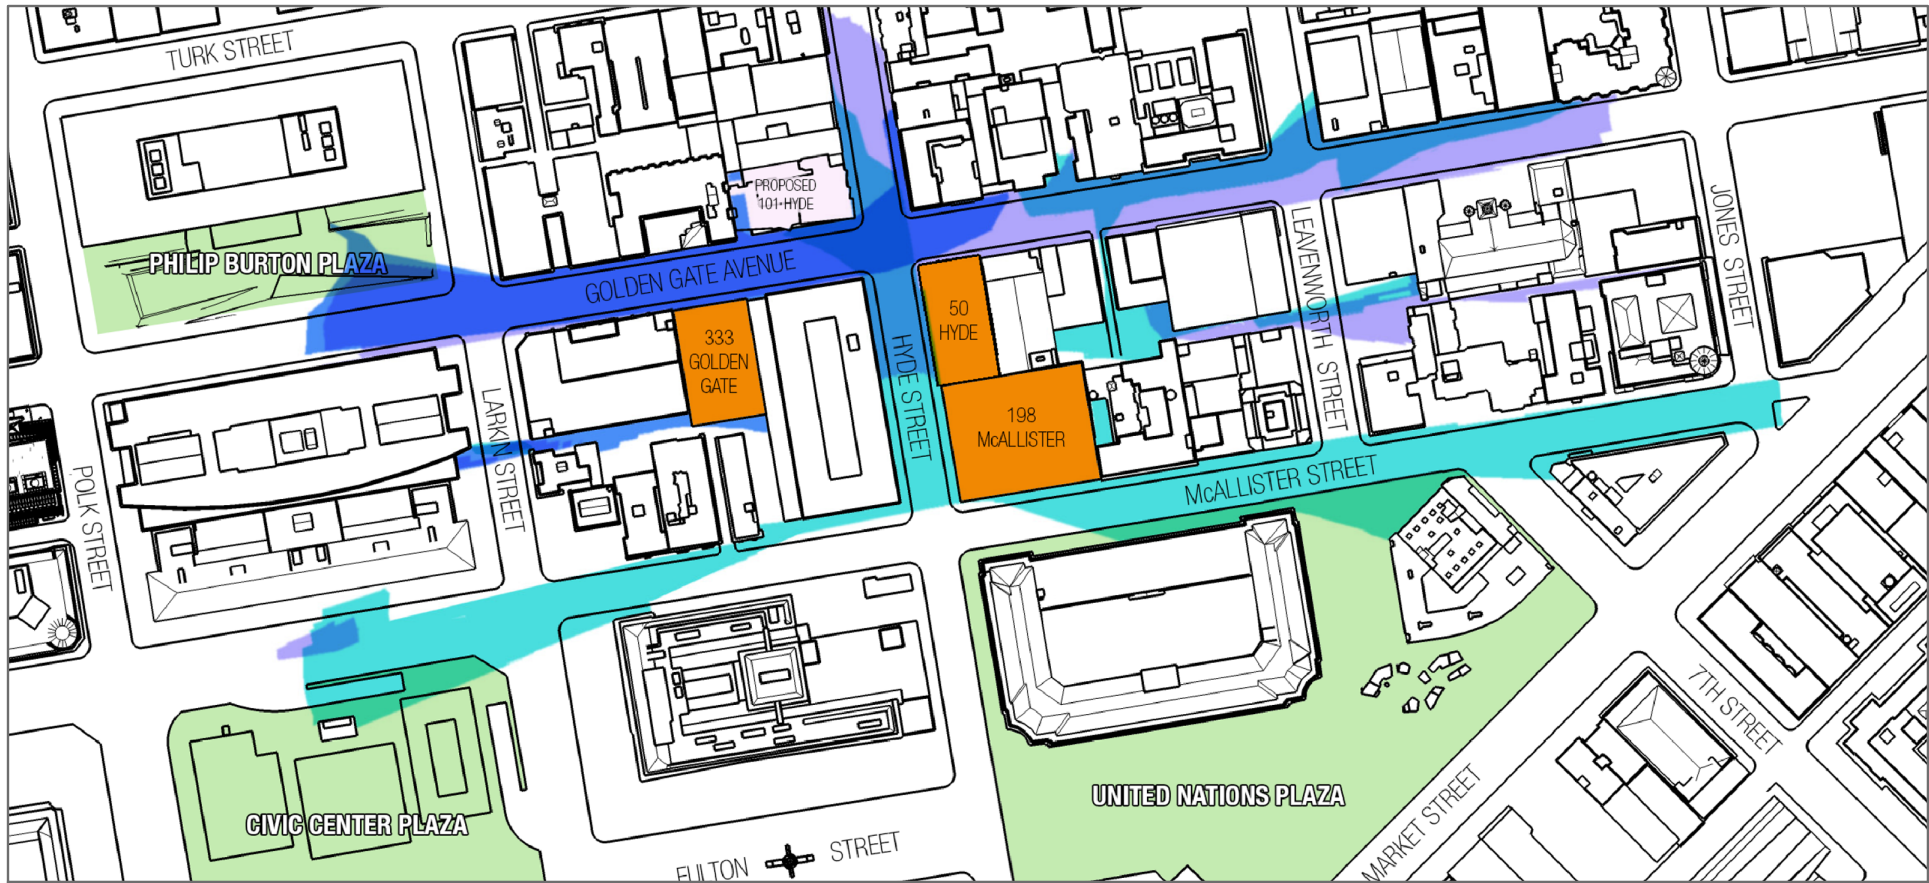 TURK STREET
PROPOSED
101 HYDE
PHILIP BURTON PLAZA
GOLDEN GATE AVENUE
JONES STREET
LEAVENWORTH STREET
333
GOLDEN
GATE
50
HYDE
HYDE STREET
LARKIN STREET
198
McALLISTER
POLK STREET
McALLISTER STREET
7TH STREET
UNITED NATIONS PLAZA
CIVIC CENTER PLAZA
MARKET STREET
FULTON STREET